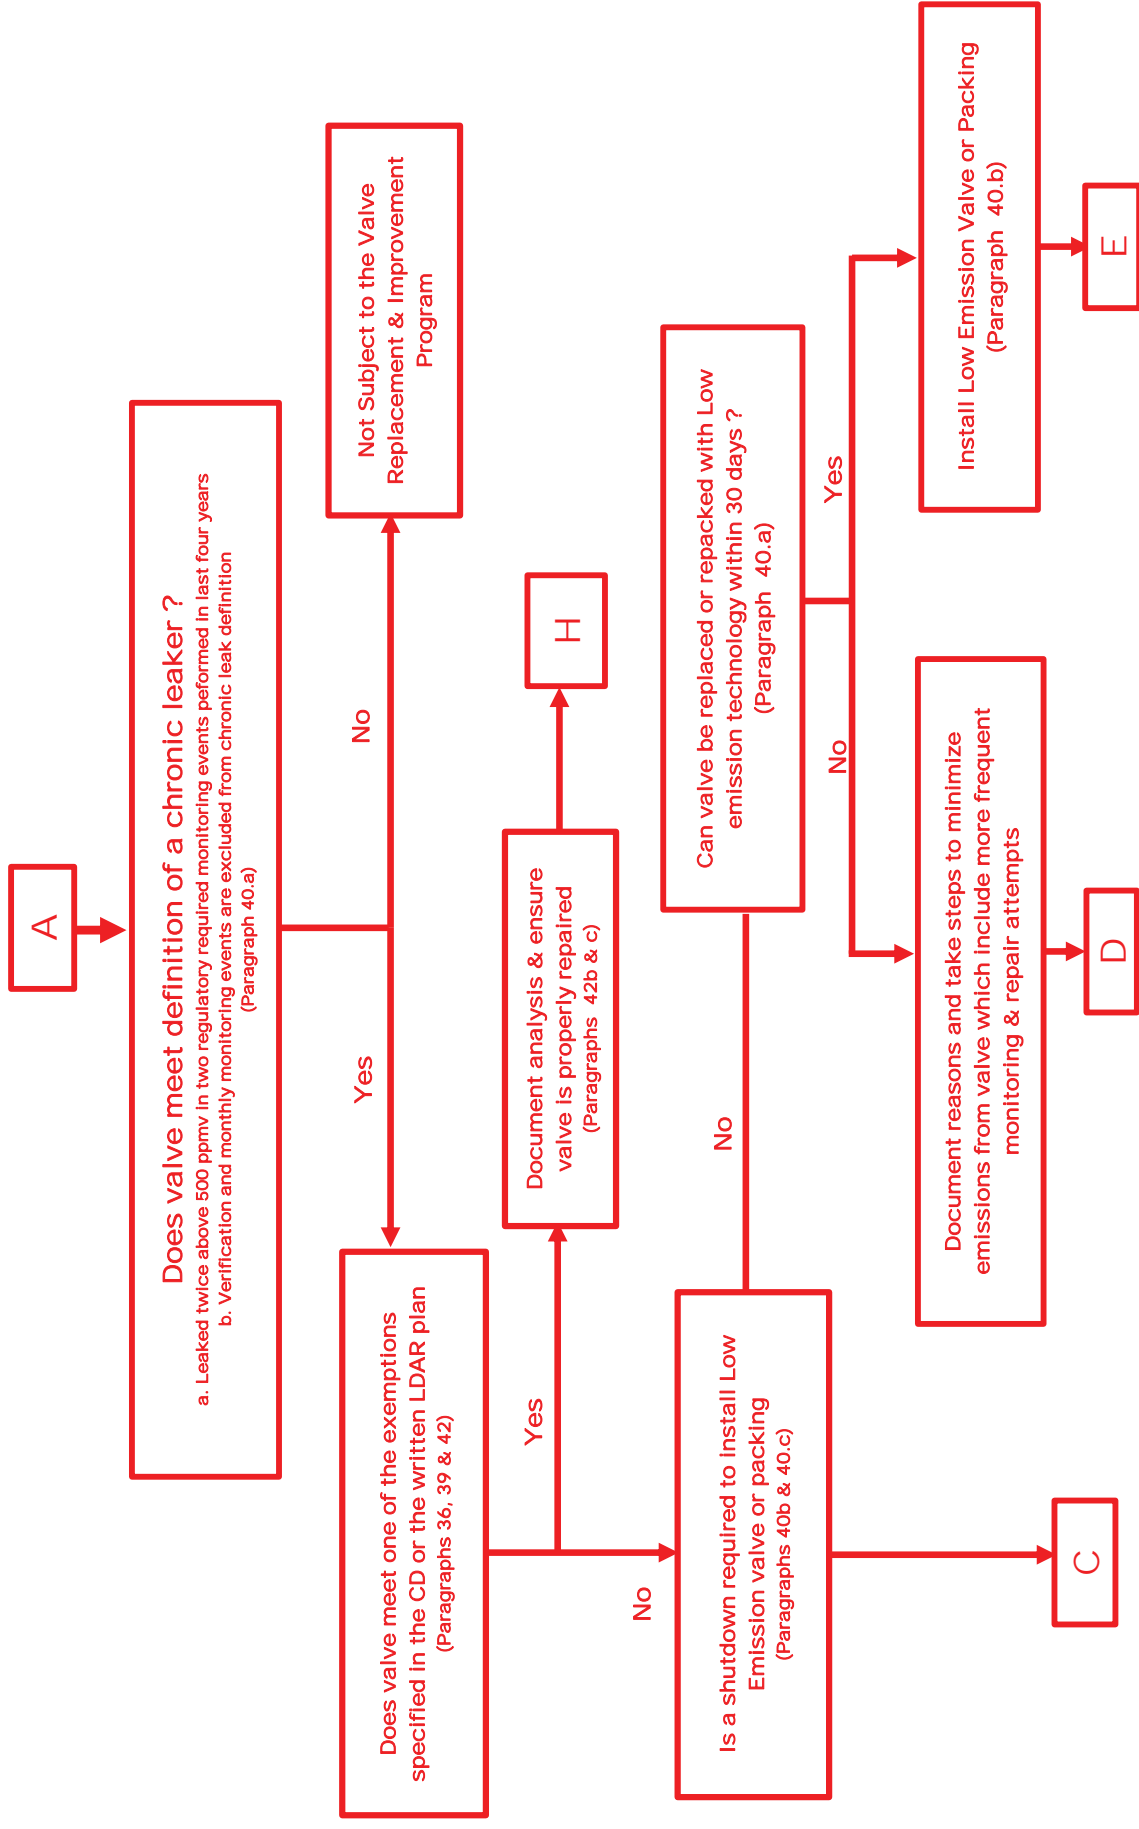 A
Does valve meet definition of a chronic leaker ?
a. Leaked twice above 500 ppmv in two regulatory required monitoring events peformed in last four years
b. Verification and monthly monitoring events are excluded from chronic leak definition
(Paragraph 40.a)
Yes
No
Does valve meet one of the exemptions
specified in the CD or the written LDAR plan
(Paragraphs 36, 39 & 42)
Not Subject to the Valve
Replacement & Improvement
Program
Yes
Document analysis & ensure
valve is properly repaired
(Paragraphs 42b & c)
H
No
Is a shutdown required to install Low
Emission valve or packing
(Paragraphs 40b & 40.c)
No
Can valve be replaced or repacked with Low
emission technology within 30 days ?
(Paragraph 40.a)
No
Yes
Document reasons and take steps to minimize
emissions from valve which include more frequent
monitoring & repair attempts
Install Low Emission Valve or Packing
(Paragraph 40.b)
C
D
E